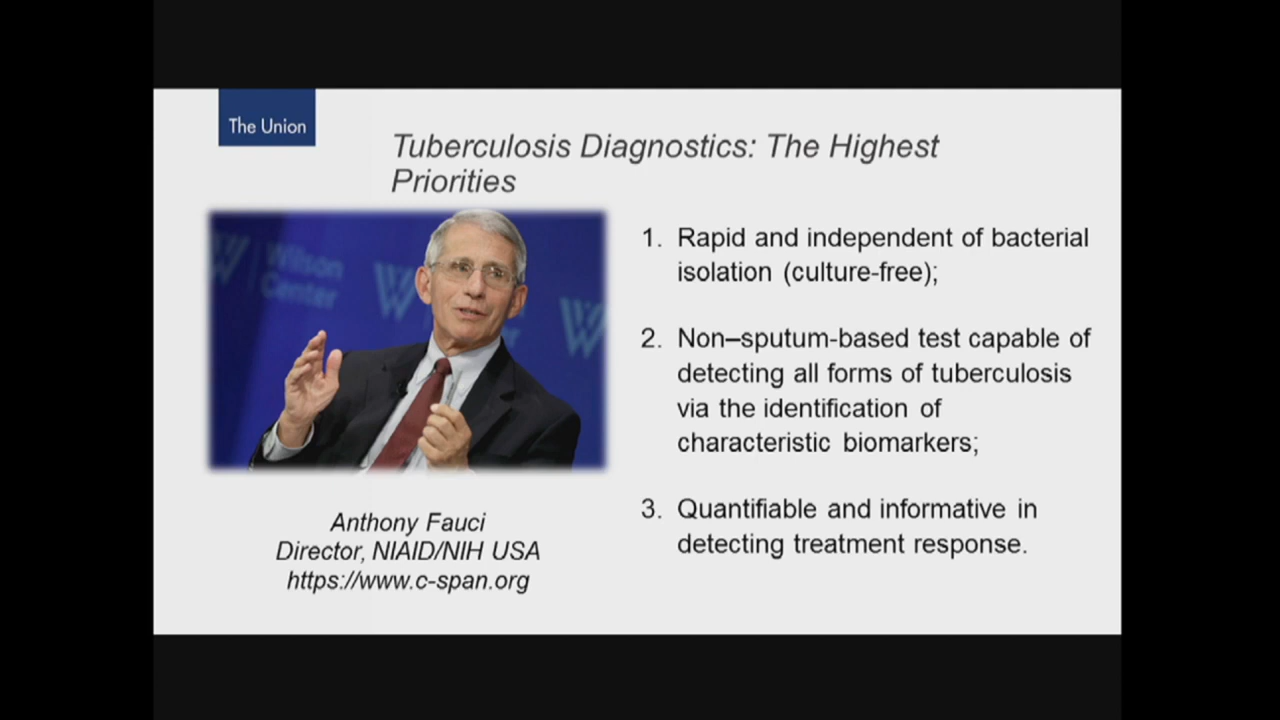 The Union
Tuberculosis Diagnostics: The Highest
Priorities
Wilson
Center
1. Rapid and independent of bacterial
isolation (culture-free);
2. Non–sputum-based test capable of
detecting all forms of tuberculosis
via the identification of
characteristic biomarkers;
3. Quantifiable and informative in
detecting treatment response.
Anthony Fauci
Director, NIAID/NIH USA
https://www.c-span.org